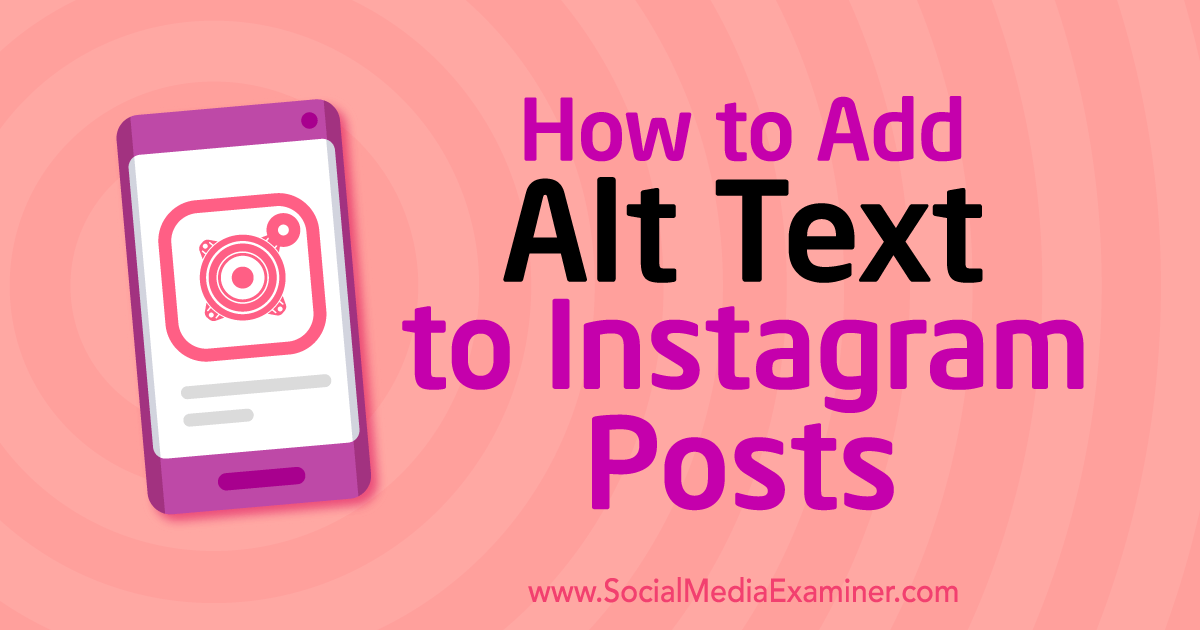 How to Add
Alt Text
to Instagram
Posts
www.SocialMediaExaminer.com